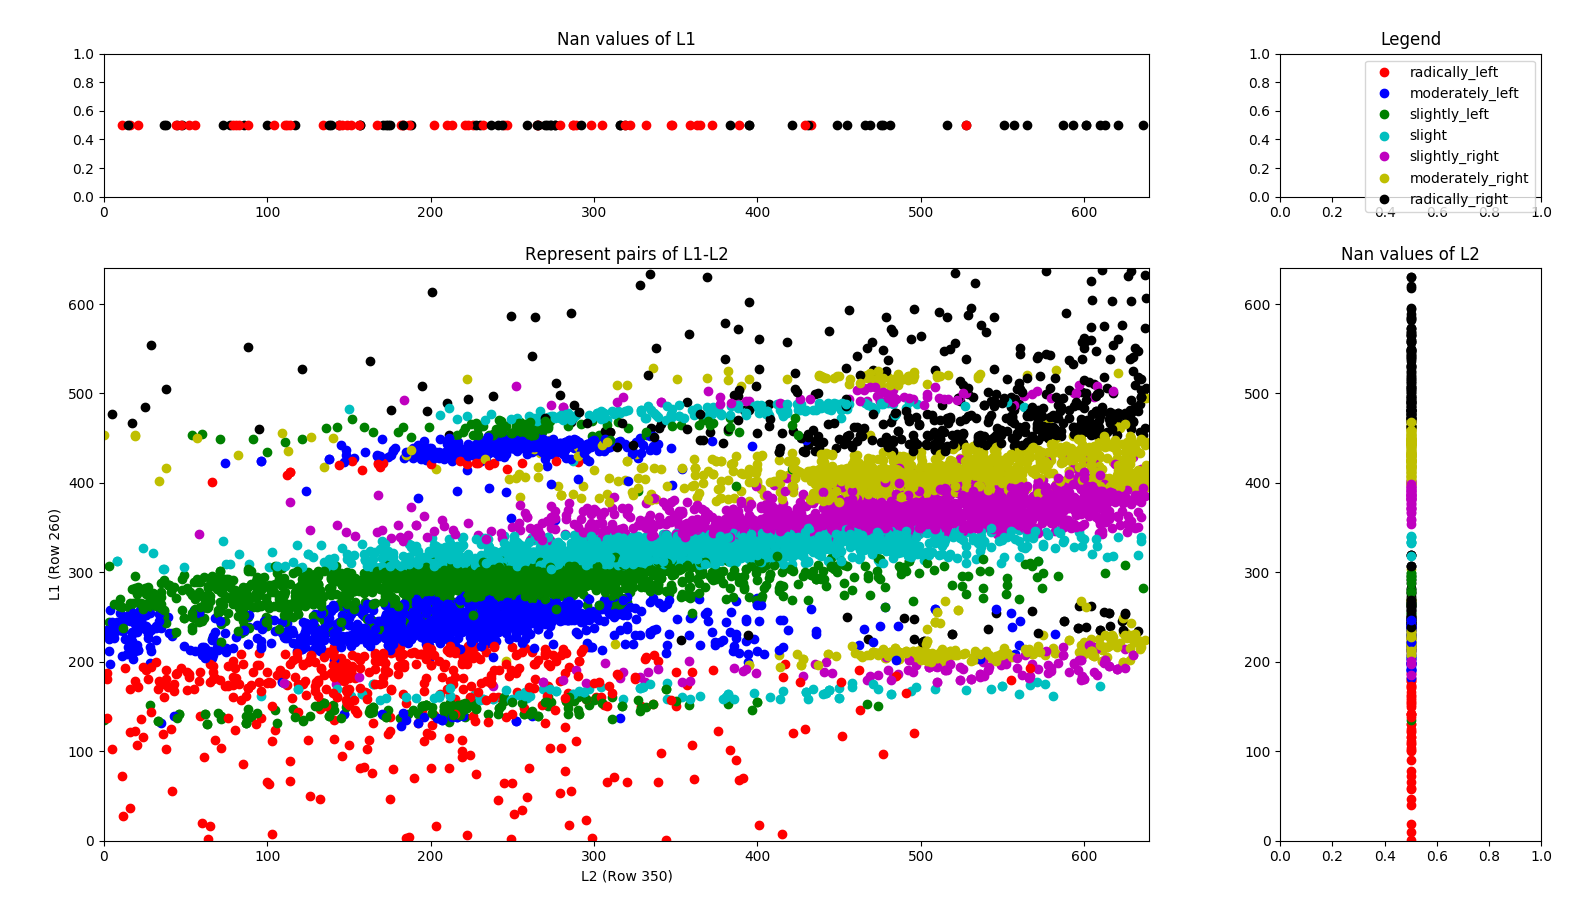 Nan values of L1
1.0
0.8
0.6
0.4
0.2
0.0
0 100 200 300 400 500 600
Legend
1.0
0.8
0.6
0.4
0.2
0.0
radically_left
moderately_left
slightly_left
slight
slightly_right
moderately_right
radically_right
0.0 0.2 0.4 0.6 0.8 1.0
Represent pairs of L1-L2
L1 (Row 260)
600
500
400
300
200
100
0
0 100 200 300 400 500 600
L2 (Row 350)
Nan values of L2
600
500
400
300
200
100
0
0.0 0.2 0.4 0.6 0.8 1.0